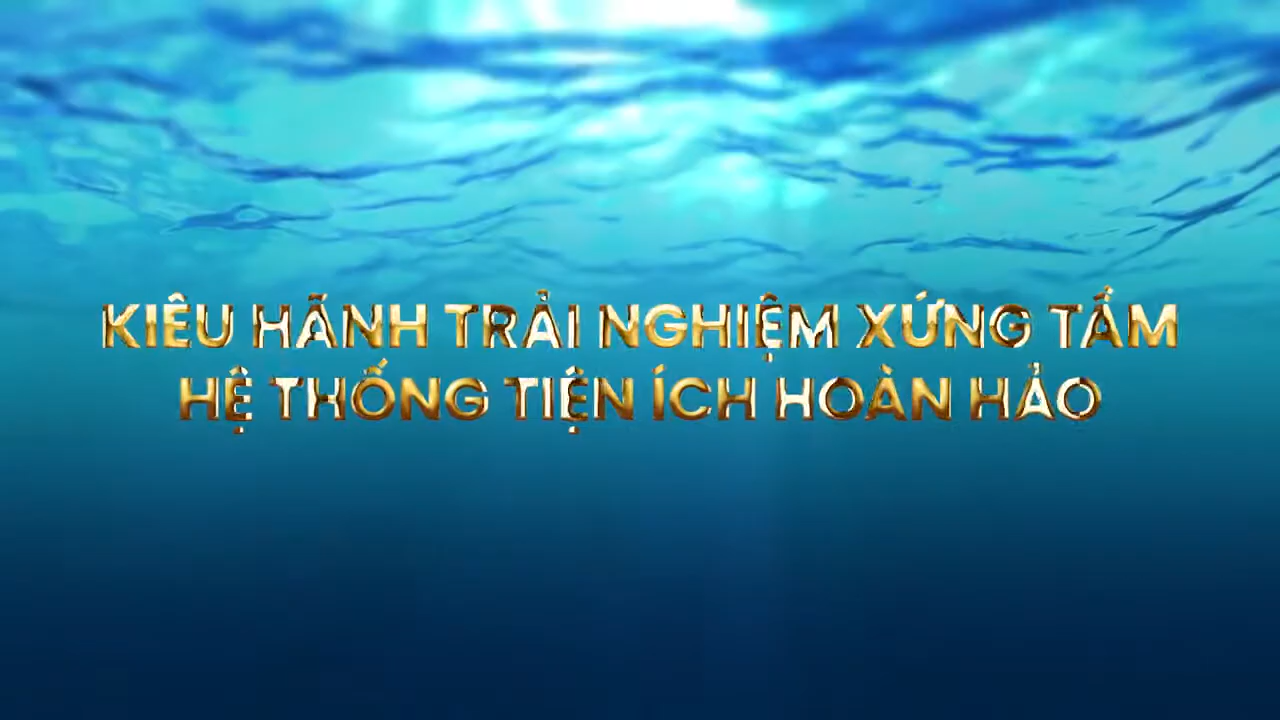 KIÊU HÃNH TRẢI NGHIỆM XỨNG TẦM
HỆ THỐNG TIỆN ÍCH HOÀN HẢO